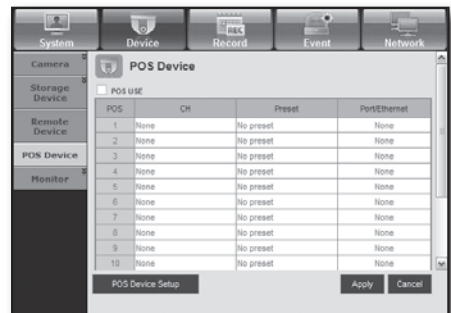 System Device Record Event Network
REC
Camera
Storage Device
Remote Device
POS Device
Monitor
POS Device
POS USE
POS CH Preset Port/Ethernet
1 None No preset None
2 None No preset None
3 None No preset None
4 None No preset None
5 None No preset None
6 None No preset None
7 None No preset None
8 None No preset None
9 None No preset None
10 None No preset None
POS Device Setup Apply Cancel